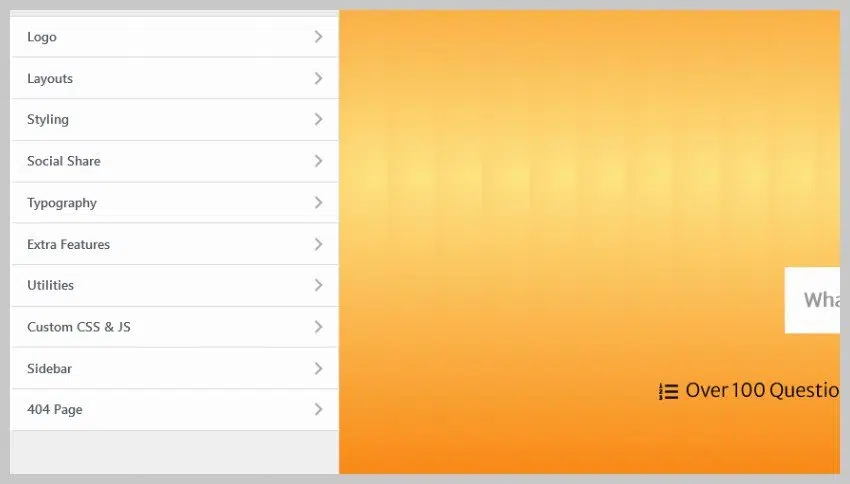 Logo
Layouts
Styling
Social Share
Typography
Extra Features
Utilities
Custom CSS & JS
Sidebar
404 Page
Wha
Over 100 Questio